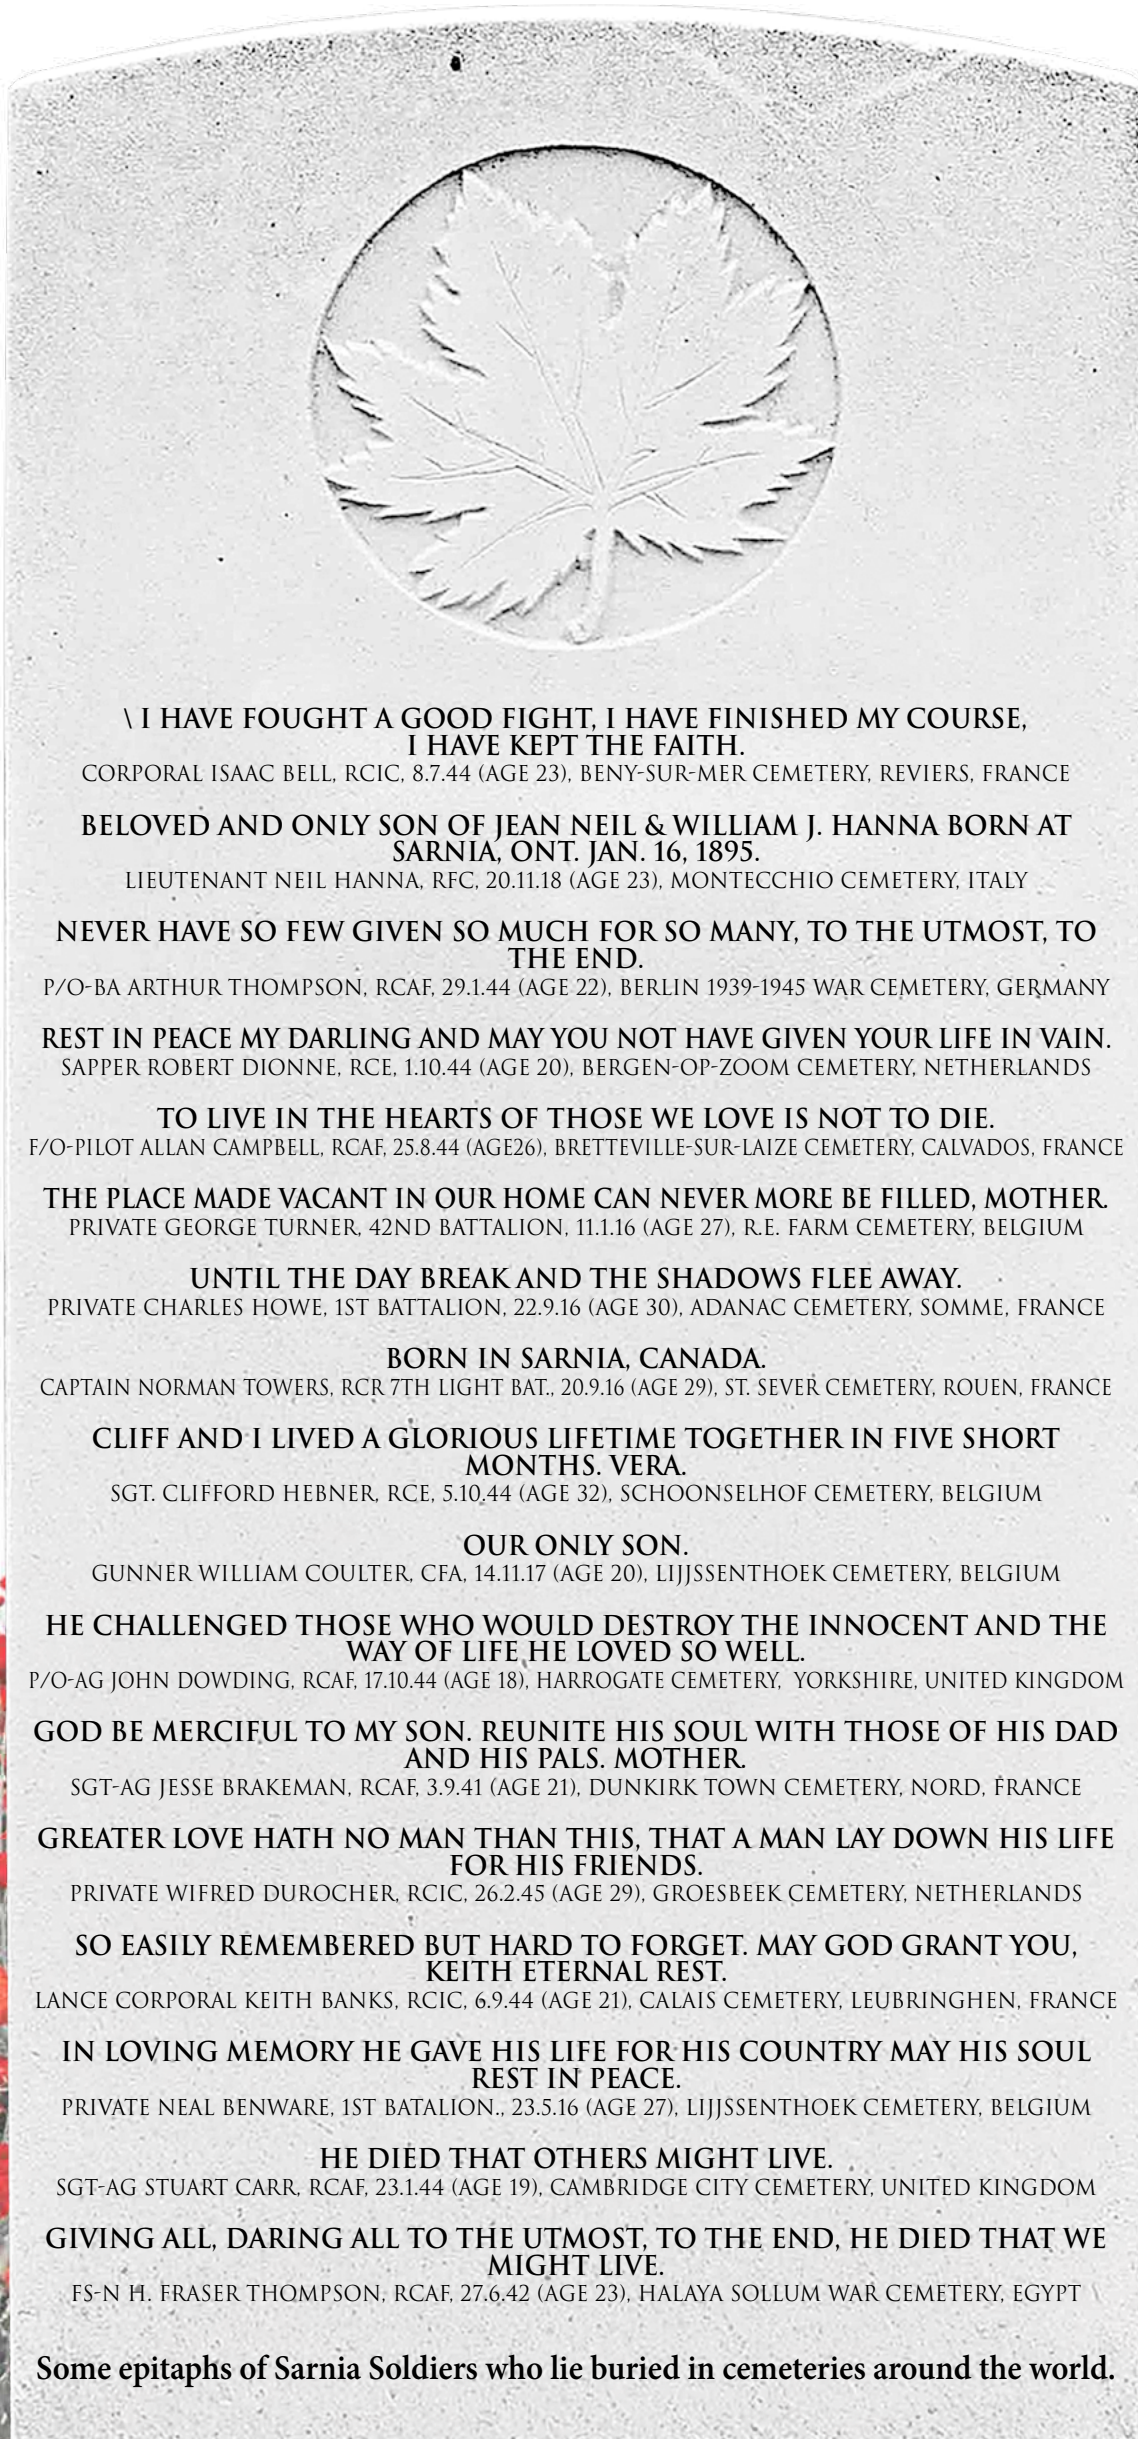 \ I HAVE FOUGHT A GOOD FIGHT, I HAVE FINISHED MY COURSE,
I HAVE KEPT THE FAITH.
CORPORAL ISAAC BELL, RCIC, 8.7.44 (AGE 23), BENY-SUR-MER CEMETERY, REVIERS, FRANCE
BELOVED AND ONLY SON OF JEAN NEIL & WILLIAM J. HANNA BORN AT
SARNIA, ONT. JAN. 16, 1895.
LIEUTENANT NEIL HANNA, RFC, 20.11.18 (AGE 23), MONTECCHIO CEMETERY, ITALY
NEVER HAVE SO FEW GIVEN SO MUCH FOR SO MANY, TO THE UTMOST, TO
THE END.
P/O-BA ARTHUR THOMPSON, RCAF, 29.1.44 (AGE 22), BERLIN 1939-1945 WAR CEMETERY, GERMANY
REST IN PEACE MY DARLING AND MAY YOU NOT HAVE GIVEN YOUR LIFE IN VAIN.
SAPPER ROBERT DIONNE, RCE, 1.10.44 (AGE 20), BERGEN-OP-ZOOM CEMETERY, NETHERLANDS
TO LIVE IN THE HEARTS OF THOSE WE LOVE IS NOT TO DIE.
F/O-PILOT ALLAN CAMPBELL, RCAF, 25.8.44 (AGE26), BRETTEVILLE-SUR-LAIZE CEMETERY, CALVADOS, FRANCE
THE PLACE MADE VACANT IN OUR HOME CAN NEVER MORE BE FILLED, MOTHER.
PRIVATE GEORGE TURNER, 42ND BATTALION, 11.1.16 (AGE 27), R.E. FARM CEMETERY, BELGIUM
UNTIL THE DAY BREAK AND THE SHADOWS FLEE AWAY.
PRIVATE CHARLES HOWE, 1ST BATTALION, 22.9.16 (AGE 30), ADANAC CEMETERY, SOMME, FRANCE
BORN IN SARNIA, CANADA.
CAPTAIN NORMAN TOWERS, RCR 7TH LIGHT BAT., 20.9.16 (AGE 29), ST. SEVER CEMETERY, ROUEN, FRANCE
CLIFF AND I LIVED A GLORIOUS LIFETIME TOGETHER IN FIVE SHORT
MONTHS. VERA.
SGT. CLIFFORD HEBNER, RCE, 5.10.44 (AGE 32), SCHOONSELHOF CEMETERY, BELGIUM
OUR ONLY SON.
GUNNER WILLIAM COULTER, CFA, 14.11.17 (AGE 20), LIJJSSENTHOEK CEMETERY, BELGIUM
HE CHALLENGED THOSE WHO WOULD DESTROY THE INNOCENT AND THE
WAY OF LIFE HE LOVED SO WELL.
P/O-AG JOHN DOWDING, RCAF, 17.10.44 (AGE 18), HARROGATE CEMETERY, YORKSHIRE, UNITED KINGDOM
GOD BE MERCIFUL TO MY SON. REUNITE HIS SOUL WITH THOSE OF HIS DAD
AND HIS PALS. MOTHER.
SGT-AG JESSE BRAKEMAN, RCAF, 3.9.41 (AGE 21), DUNKIRK TOWN CEMETERY, NORD, FRANCE
GREATER LOVE HATH NO MAN THAN THIS, THAT A MAN LAY DOWN HIS LIFE
FOR HIS FRIENDS.
PRIVATE WIFRED DUROCHER, RCIC, 26.2.45 (AGE 29), GROESBEEK CEMETERY, NETHERLANDS
SO EASILY REMEMBERED BUT HARD TO FORGET. MAY GOD GRANT YOU,
KEITH ETERNAL REST.
LANCE CORPORAL KEITH BANKS, RCIC, 6.9.44 (AGE 21), CALAIS CEMETERY, LEUBRINGHEN, FRANCE
IN LOVING MEMORY HE GAVE HIS LIFE FOR HIS COUNTRY MAY HIS SOUL
REST IN PEACE.
PRIVATE NEAL BENWARE, 1ST BATALION., 23.5.16 (AGE 27), LIJJSSENTHOEK CEMETERY, BELGIUM
HE DIED THAT OTHERS MIGHT LIVE.
SGT-AG STUART CARR, RCAF, 23.1.44 (AGE 19), CAMBRIDGE CITY CEMETERY, UNITED KINGDOM
GIVING ALL, DARING ALL TO THE UTMOST, TO THE END, HE DIED THAT WE
MIGHT LIVE.
FS-N H. FRASER THOMPSON, RCAF, 27.6.42 (AGE 23), HALAYA SOLLUM WAR CEMETERY, EGYPT \
Some epitaphs of Sarnia Soldiers who lie buried in cemeteries around the world.